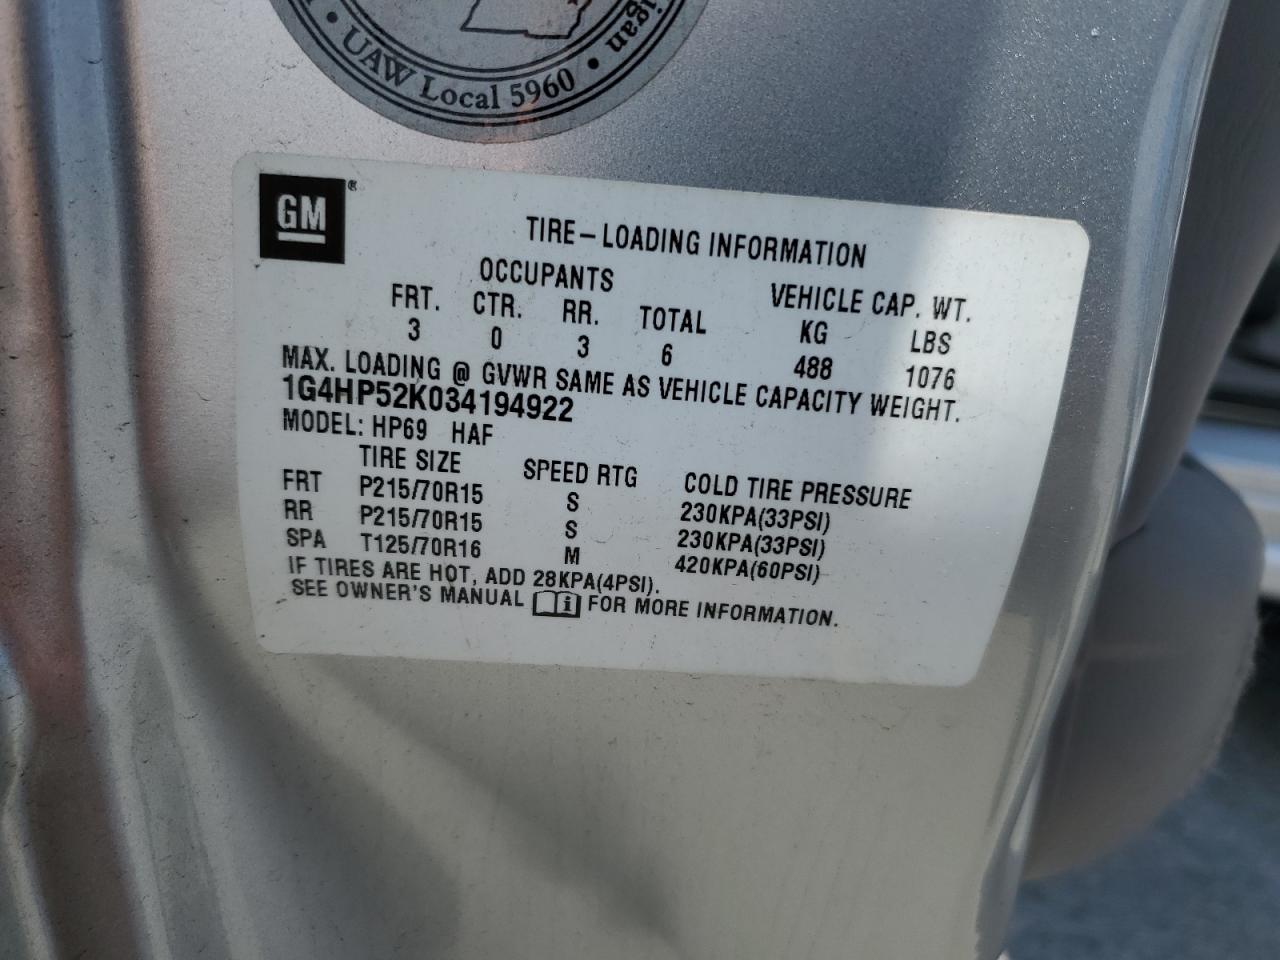 igan
• UAW Local 5960 •
GM®
TIRE–LOADING INFORMATION
OCCUPANTS VEHICLE CAP. WT.
FRT. CTR. RR. TOTAL KG LBS
3 0 3 6 488 1076
MAX. LOADING @ GVWR SAME AS VEHICLE CAPACITY WEIGHT.
1G4HP52K034194922
MODEL: HP69 HAF
TIRE SIZE SPEED RTG COLD TIRE PRESSURE
FRT P215/70R15 S 230KPA(33PSI)
RR P215/70R15 S 230KPA(33PSI)
SPA T125/70R16 M 420KPA(60PSI)
IF TIRES ARE HOT, ADD 28KPA(4PSI).
SEE OWNER'S MANUAL i FOR MORE INFORMATION.